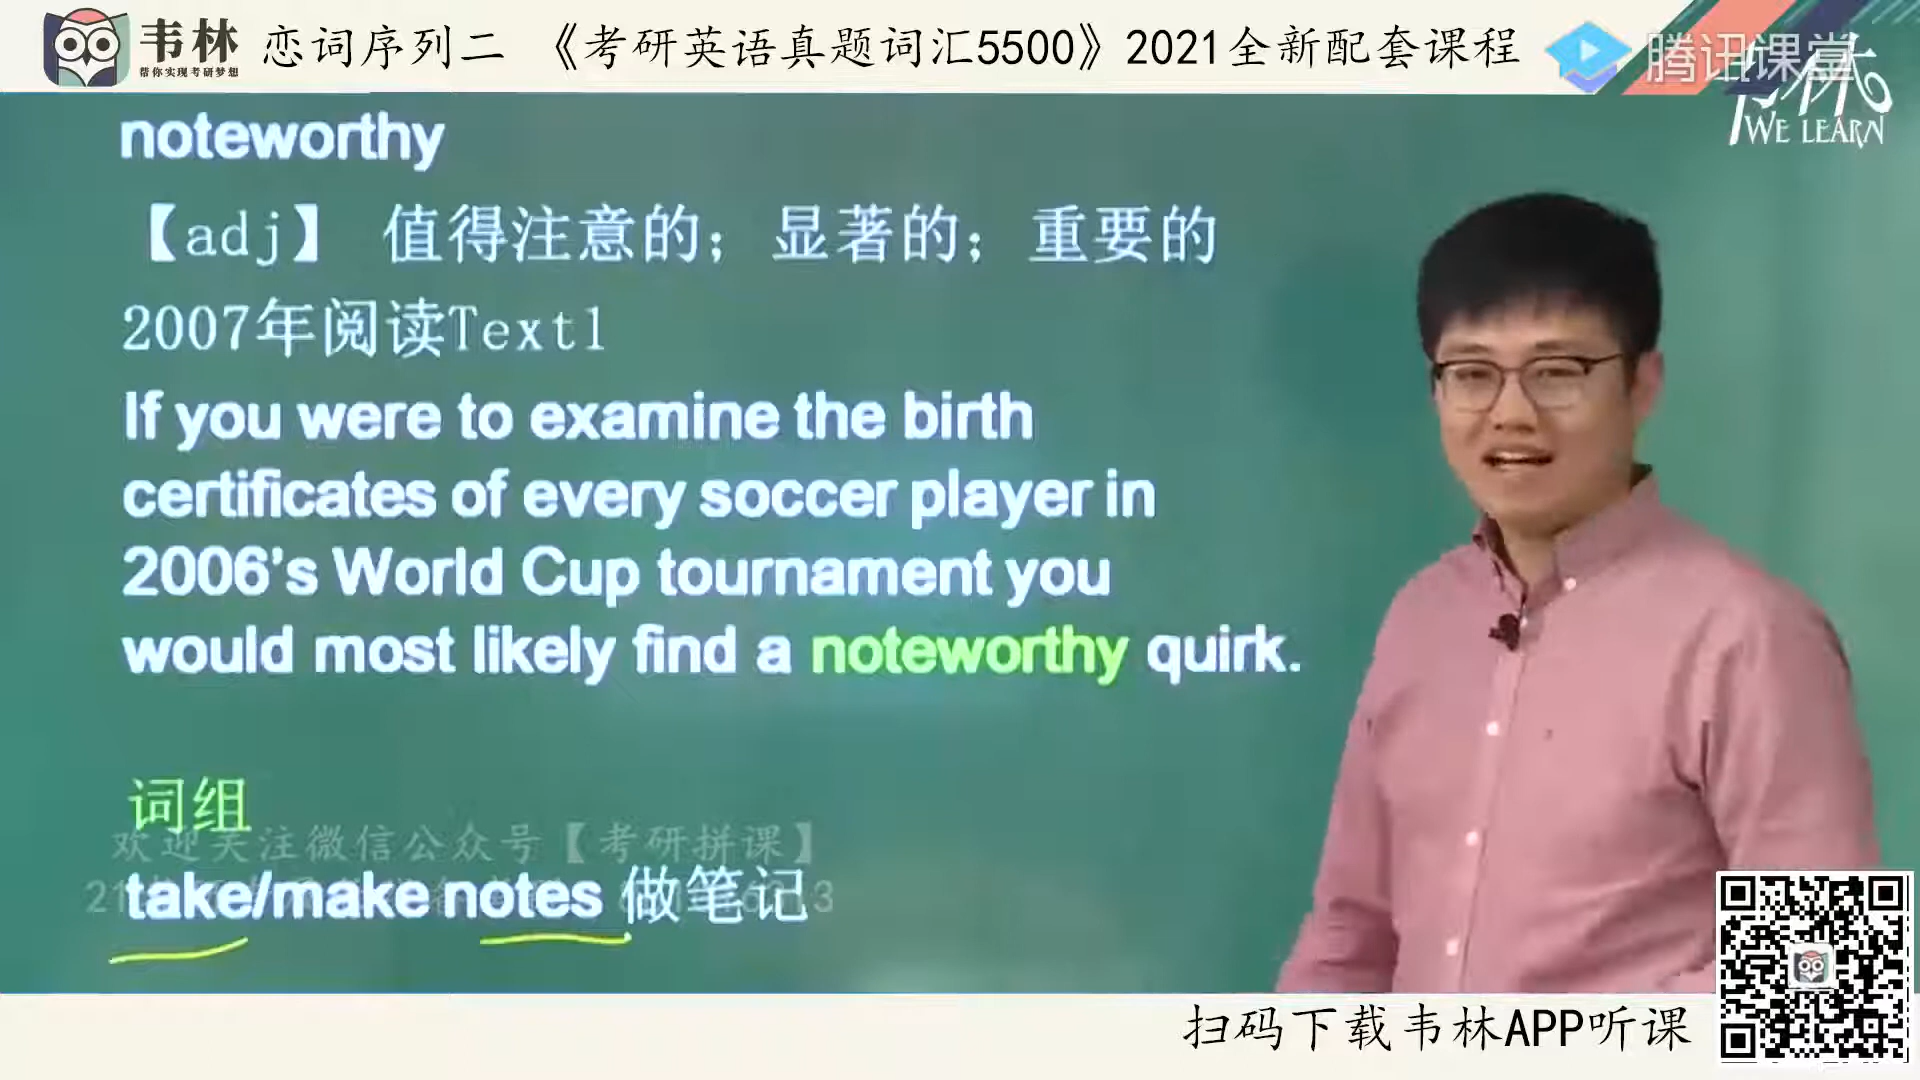 韦林
帮你实现考研梦想
恋词序列二 《考研英语真题词汇5500》2021全新配套课程
腾讯课堂
韦林
WE LEARN
noteworthy
【adj】 值得注意的；显著的；重要的
2007年阅读Text1
If you were to examine the birth
certificates of every soccer player in
2006's World Cup tournament you
would most likely find a noteworthy quirk.
词组
欢迎关注微信公众号【考研拼课】
take/make notes 做笔记
扫码下载韦林APP听课